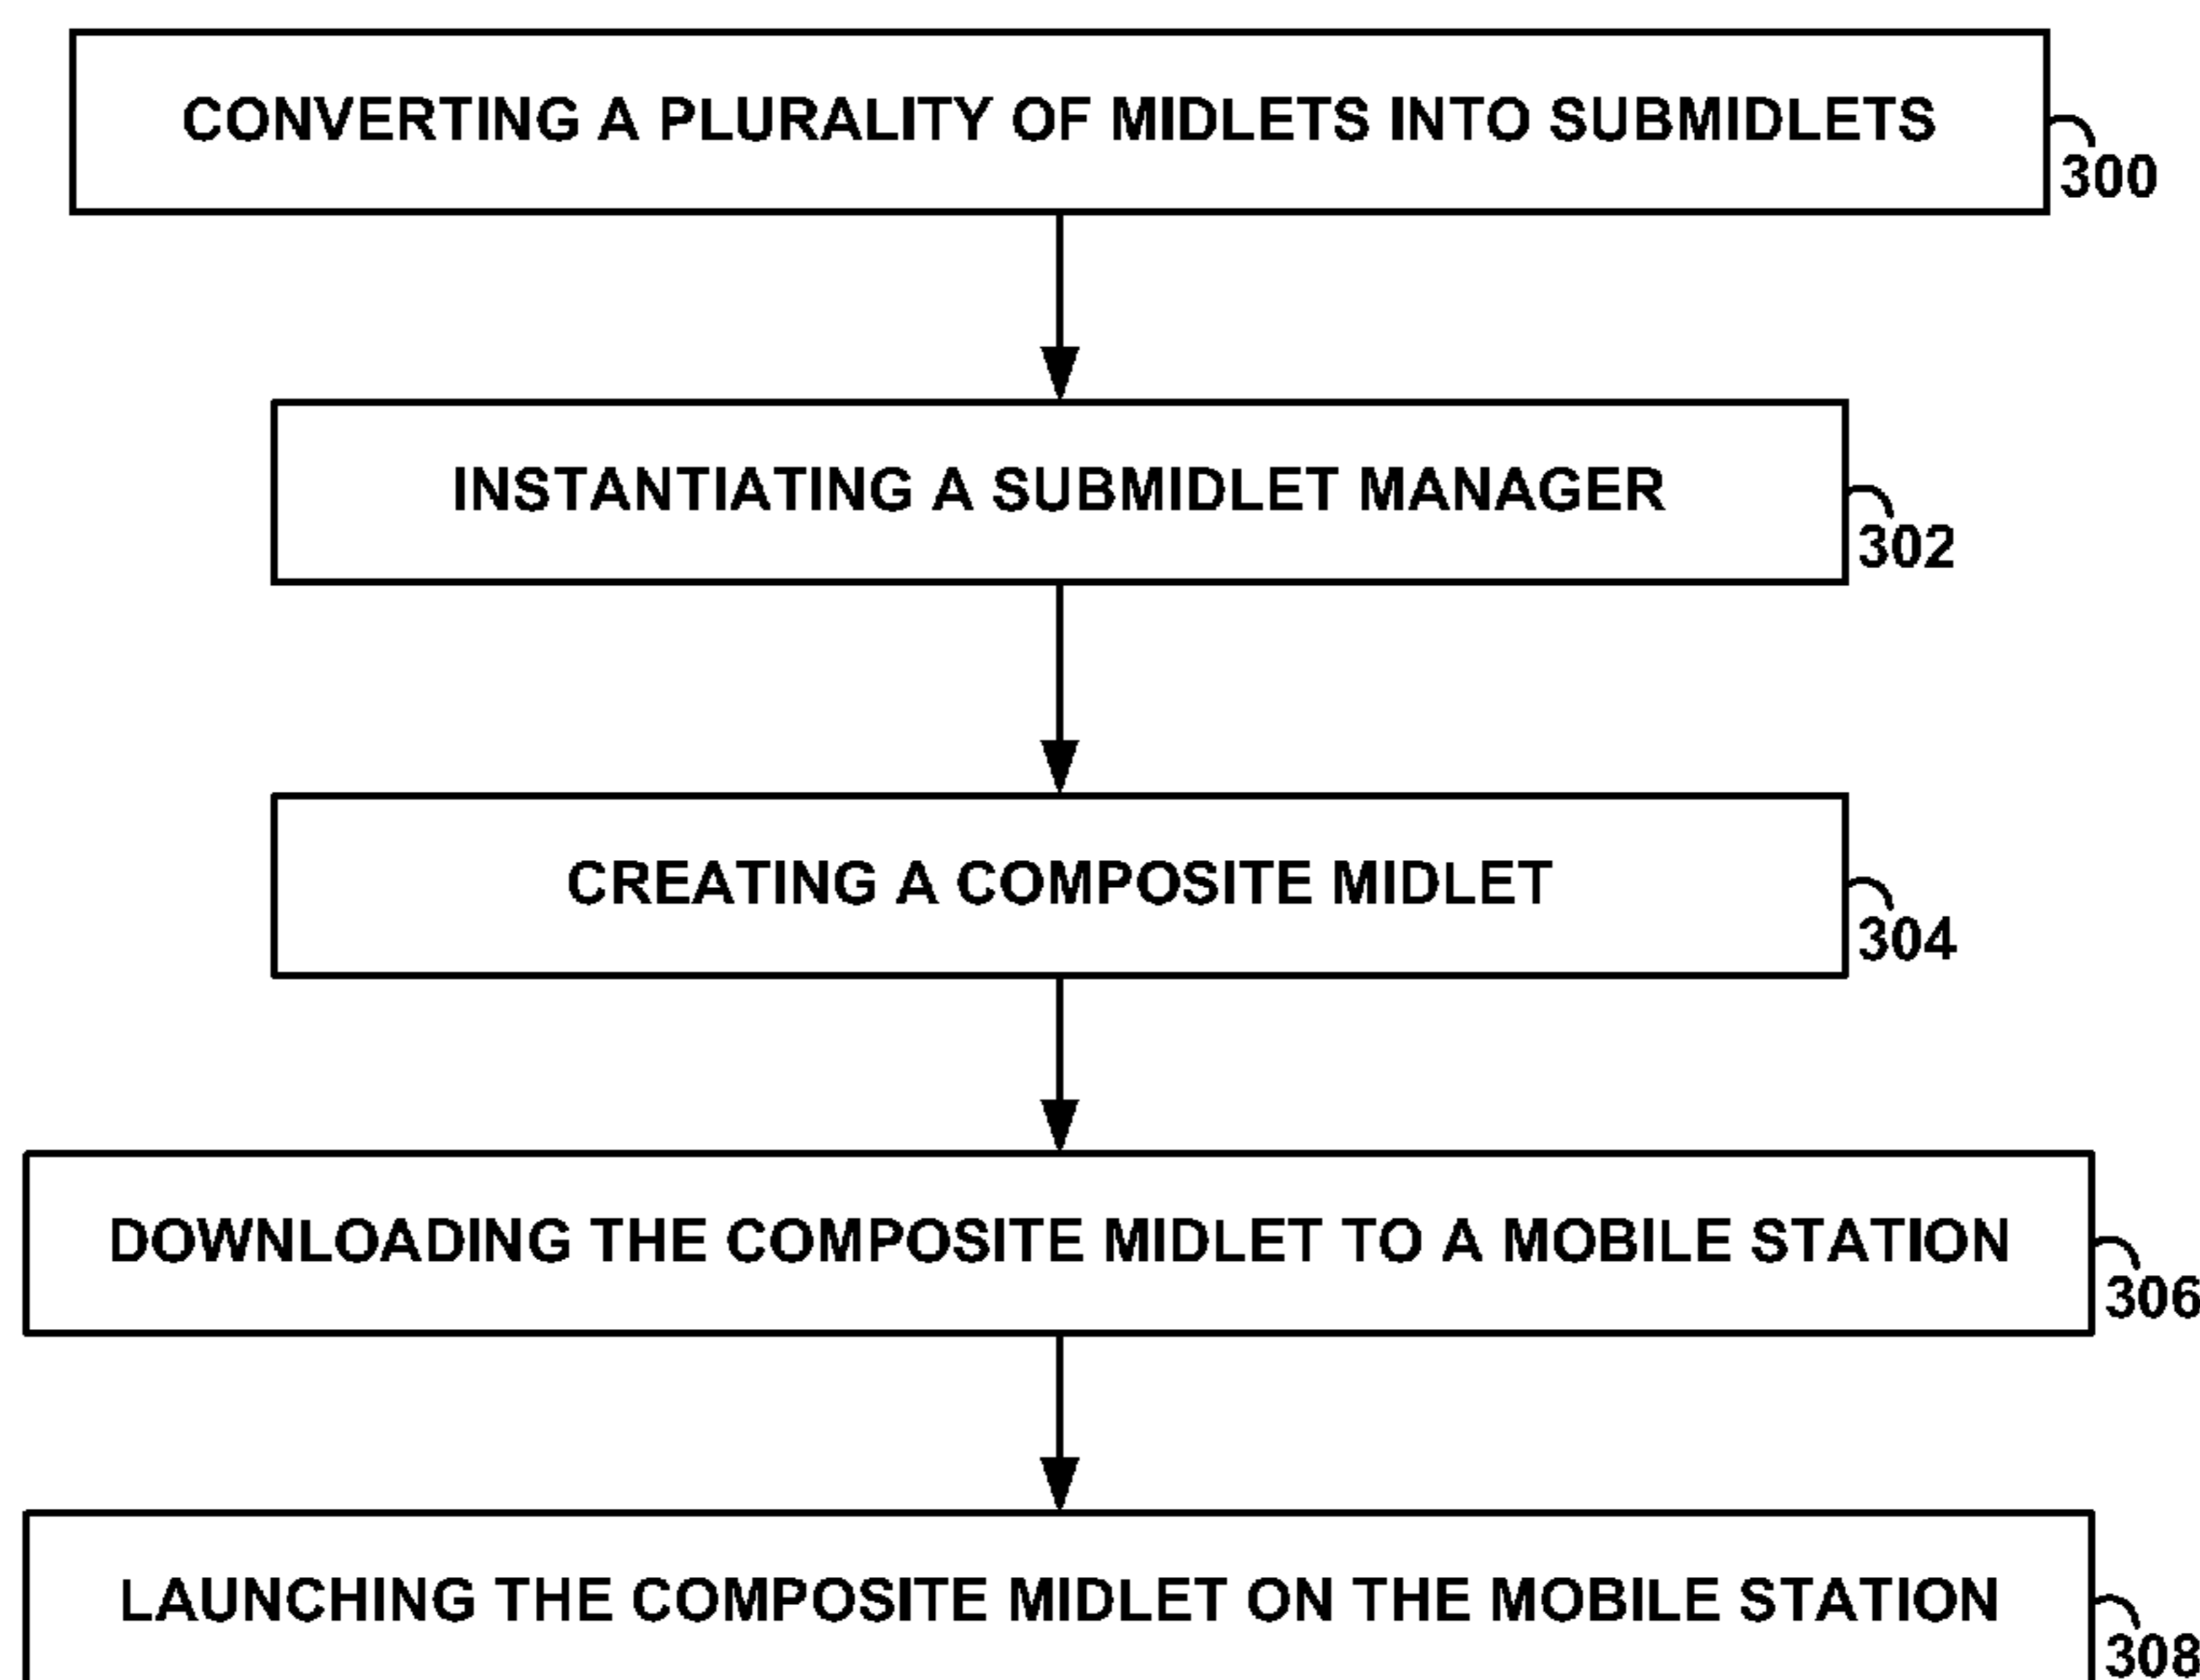 CONVERTING A PLURALITY OF MIDLETS INTO SUBMIDLETS
300
INSTANTIATING A SUBMIDLET MANAGER
302
CREATING A COMPOSITE MIDLET
304
DOWNLOADING THE COMPOSITE MIDLET TO A MOBILE STATION
306
LAUNCHING THE COMPOSITE MIDLET ON THE MOBILE STATION
308